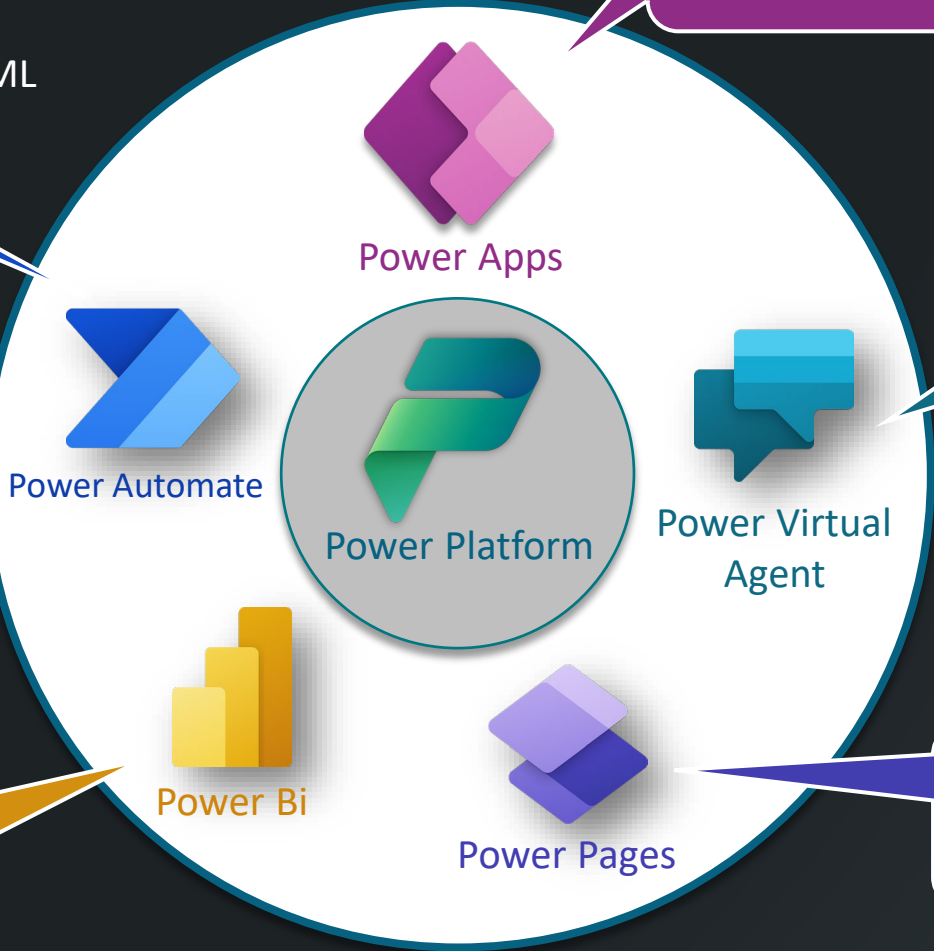 ML
Power Apps
Power Automate
Power Platform
Power Virtual
Agent
Power Bi
Power Pages